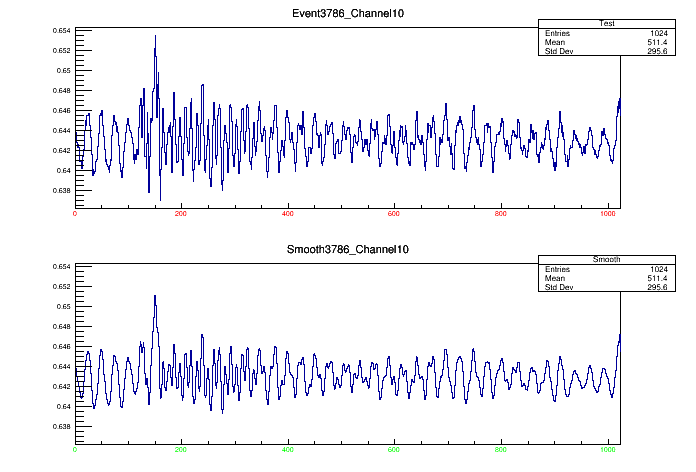 Event3786_Channel10
Test
Entries 1024
Mean 511.4
Std Dev 295.6
0.654
0.652
0.65
0.648
0.646
0.644
0.642
0.64
0.638
0 200 400 600 800 1000
Smooth3786_Channel10
Smooth
Entries 1024
Mean 511.4
Std Dev 295.6
0.654
0.652
0.65
0.648
0.646
0.644
0.642
0.64
0.638
0 200 400 600 800 1000